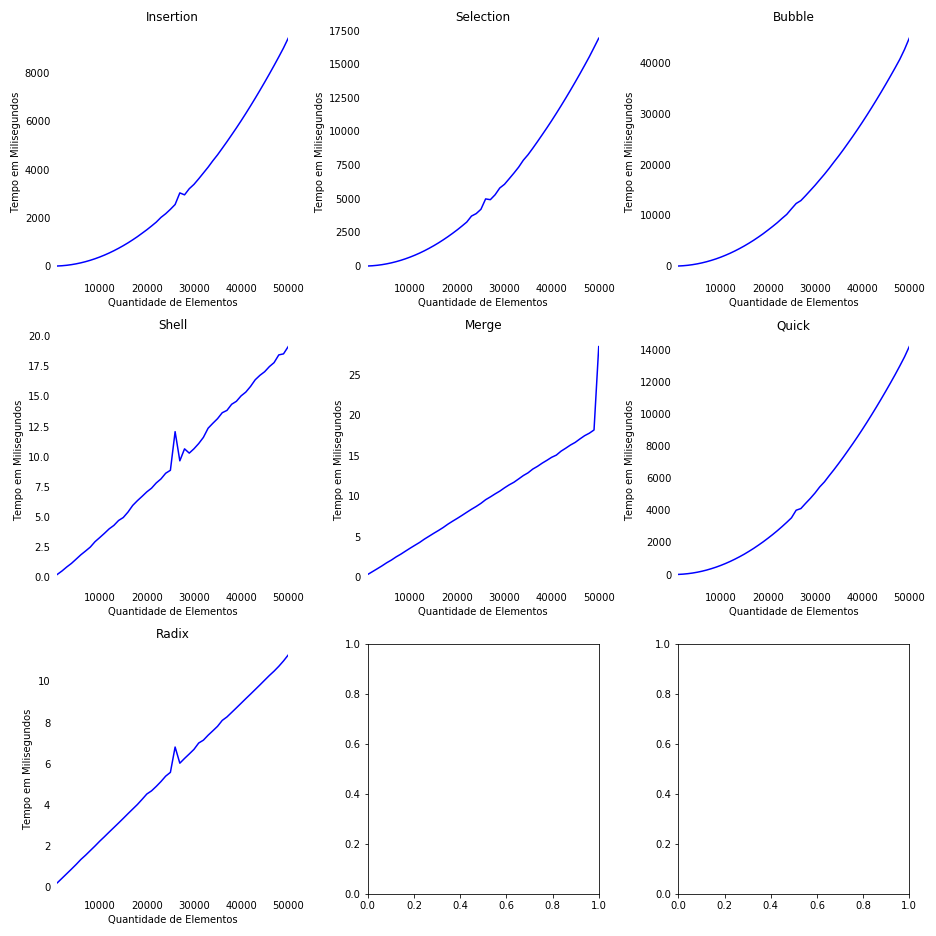 Insertion
Tempo em Milisegundos
8000
6000
4000
2000
0
10000 20000 30000 40000 50000
Quantidade de Elementos
Selection
Tempo em Milisegundos
17500
15000
12500
10000
7500
5000
2500
0
10000 20000 30000 40000 50000
Quantidade de Elementos
Bubble
Tempo em Milisegundos
40000
30000
20000
10000
0
10000 20000 30000 40000 50000
Quantidade de Elementos
Shell
Tempo em Milisegundos
20.0
17.5
15.0
12.5
10.0
7.5
5.0
2.5
0.0
10000 20000 30000 40000 50000
Quantidade de Elementos
Merge
Tempo em Milisegundos
25
20
15
10
5
0
10000 20000 30000 40000 50000
Quantidade de Elementos
Quick
Tempo em Milisegundos
14000
12000
10000
8000
6000
4000
2000
0
10000 20000 30000 40000 50000
Quantidade de Elementos
Radix
Tempo em Milisegundos
10
8
6
4
2
0
10000 20000 30000 40000 50000
Quantidade de Elementos
1.0
0.8
0.6
0.4
0.2
0.0
0.0 0.2 0.4 0.6 0.8 1.0
1.0
0.8
0.6
0.4
0.2
0.0
0.0 0.2 0.4 0.6 0.8 1.0